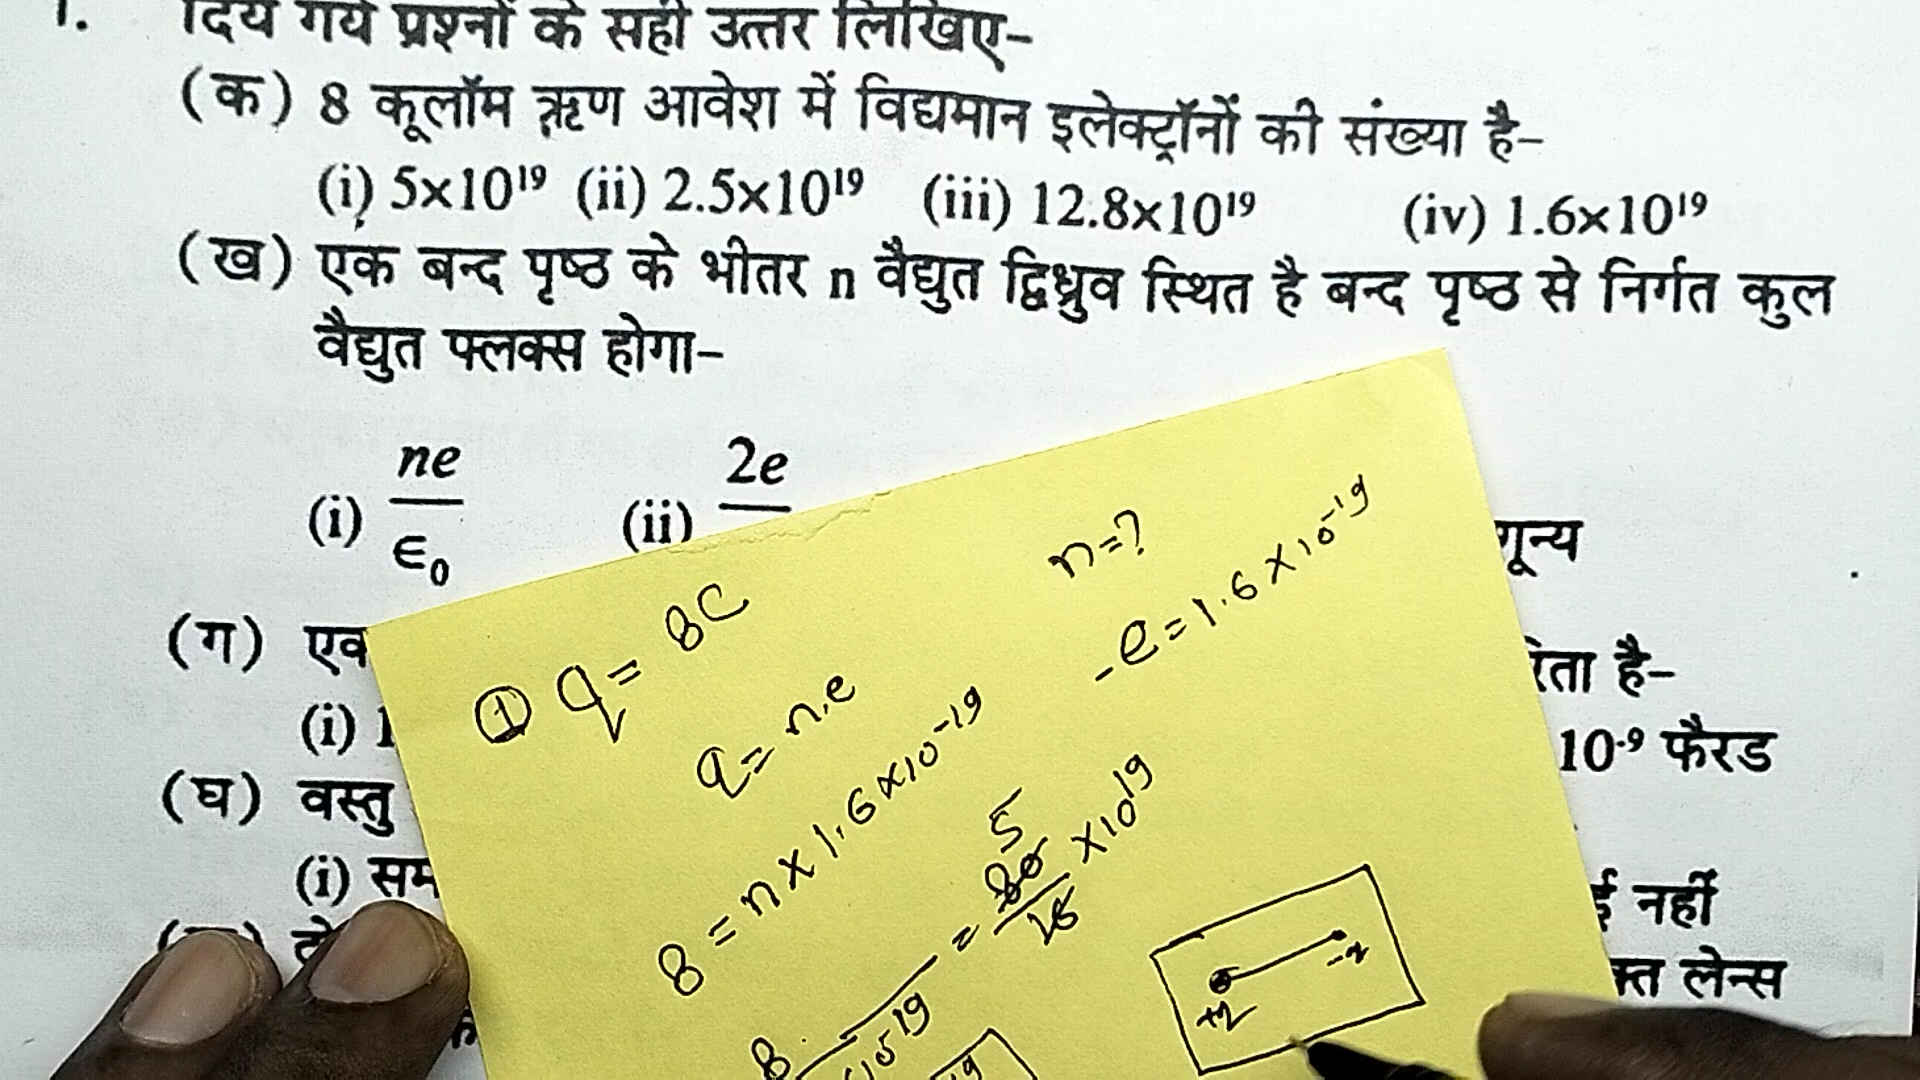 1. दिये गये प्रश्नों के सही उत्तर लिखिए–
(क) 8 कूलॉम ऋण आवेश में विद्यमान इलेक्ट्रॉनों की संख्या है–
(i) 5×10¹⁹ (ii) 2.5×10¹⁹ (iii) 12.8×10¹⁹ (iv) 1.6×10¹⁹
(ख) एक बन्द पृष्ठ के भीतर n वैद्युत द्विध्रुव स्थित है बन्द पृष्ठ से निर्गत कुल
वैद्युत फ्लक्स होगा–
(i) ne/∈₀ (ii) 2e
(ग) है–
(i) 10⁻⁹ फैरड
(घ) वस्तु
(i) नहीं
लेन्स
① q = 8C n=?
q = n.e -e = 1.6×10⁻¹⁹
8 = n × 1.6×10⁻¹⁹
= 80/16 ×10¹⁹
5
+q -q